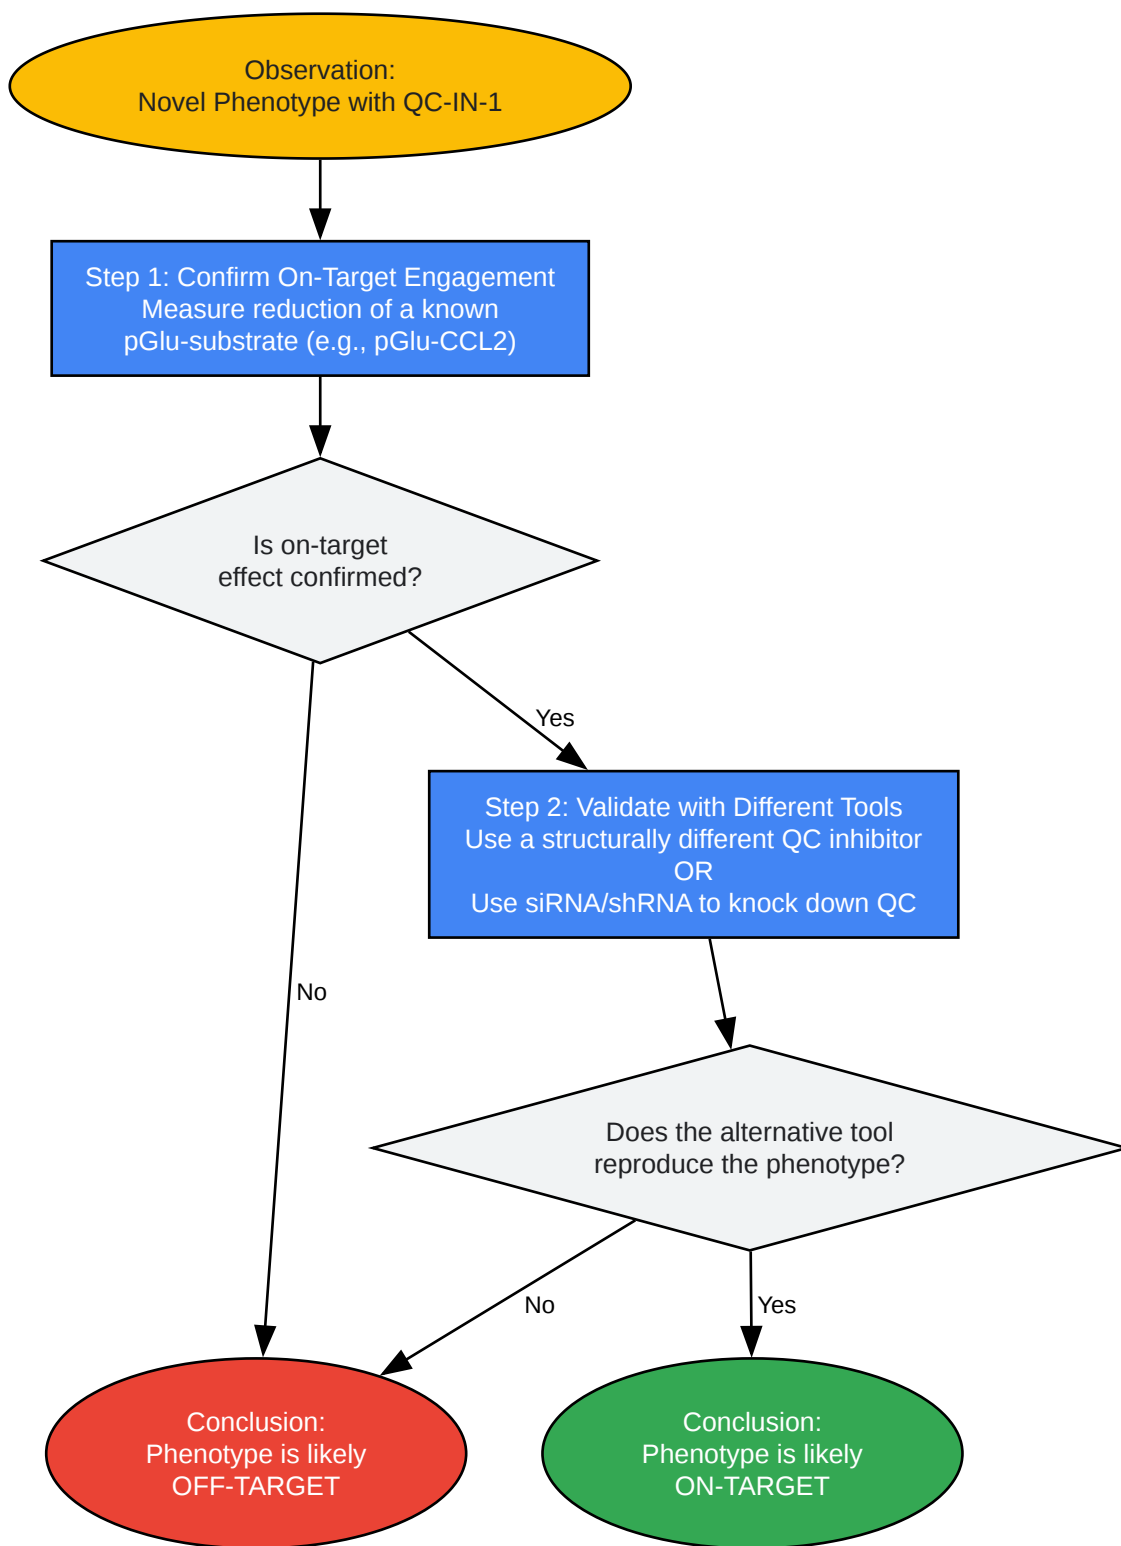 Observation:
Novel Phenotype with QC-IN-1
Step 1: Confirm On-Target Engagement
Measure reduction of a known
pGlu-substrate (e.g., pGlu-CCL2)
Is on-target
effect confirmed?
Yes
Step 2: Validate with Different Tools
Use a structurally different QC inhibitor
OR
Use siRNA/shRNA to knock down QC
No
Does the alternative tool
reproduce the phenotype?
No
Yes
Conclusion:
Phenotype is likely
OFF-TARGET
Conclusion:
Phenotype is likely
ON-TARGET